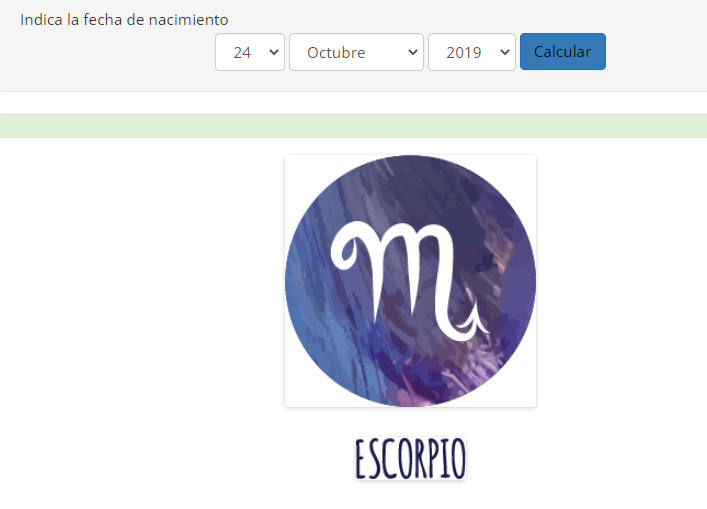 Indica la fecha de nacimiento
24 Octubre 2019 Calcular
ESCORPIO